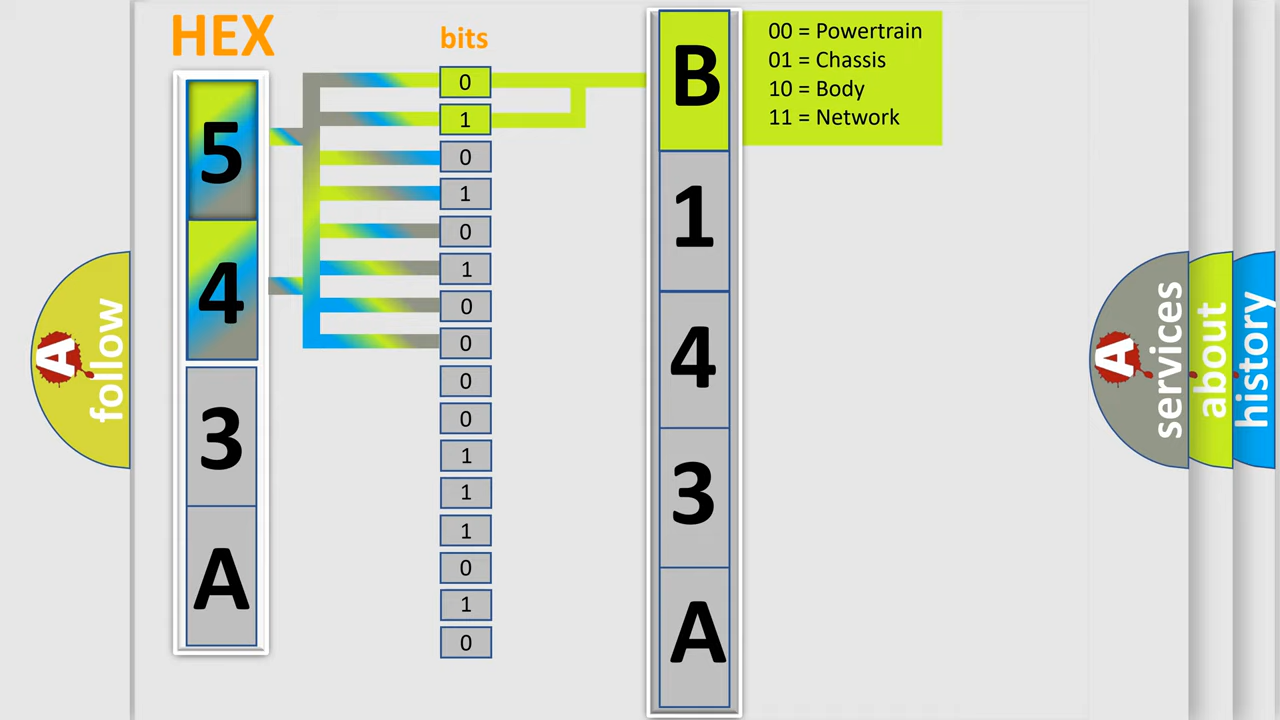 HEX
5
4
3
A
bits
0
1
0
1
0
1
0
0
0
0
1
1
1
0
1
0
B
1
4
3
A
00 = Powertrain
01 = Chassis
10 = Body
11 = Network
A
follow
A
services
about
history